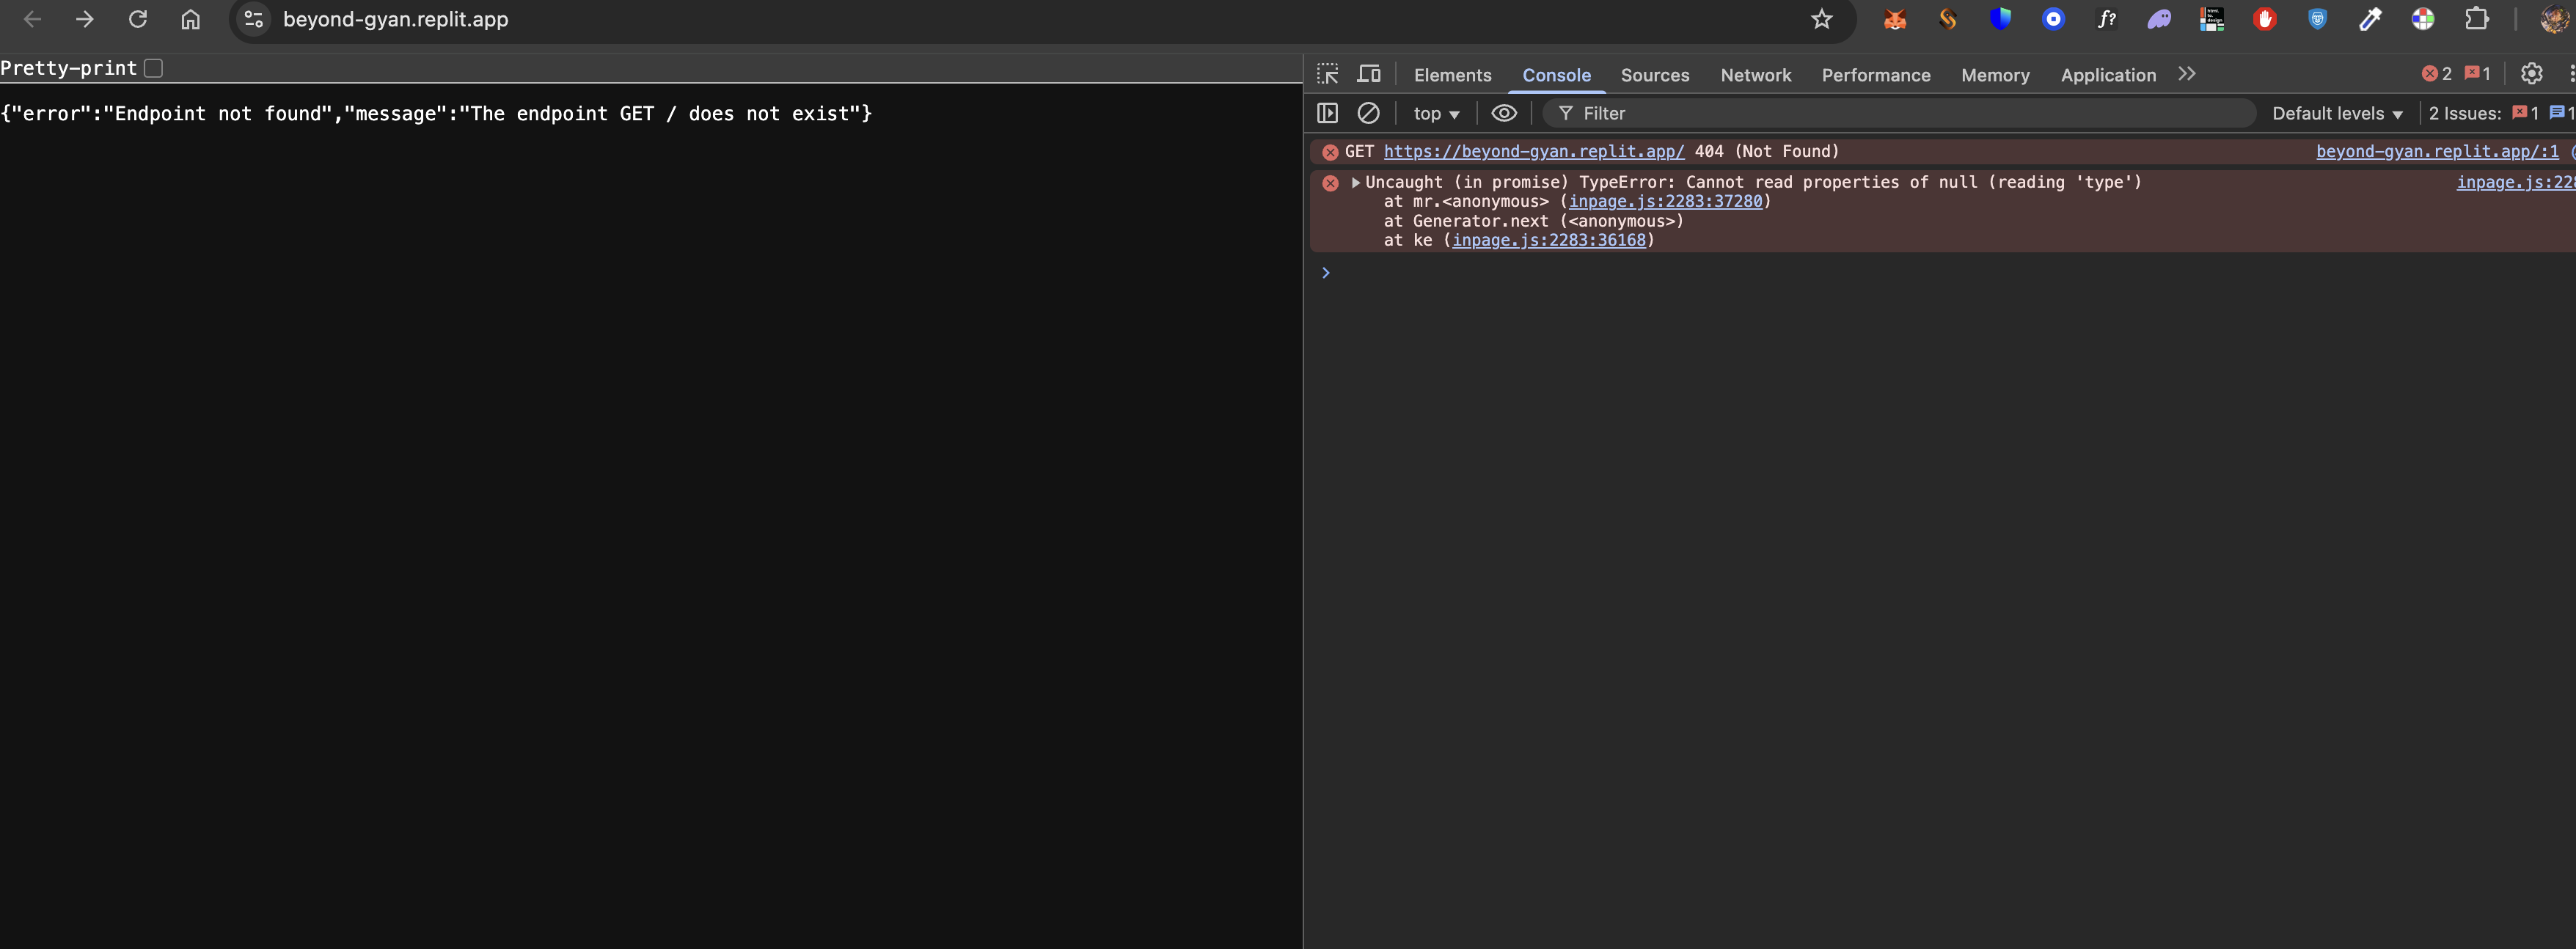 beyond-gyan.replit.app
Pretty-print
{"error":"Endpoint not found","message":"The endpoint GET / does not exist"}
Elements Console Sources Network Performance Memory Application 2 1
top Filter Default levels 2 Issues: 1 1
GET https://beyond-gyan.replit.app/ 404 (Not Found) beyond-gyan.replit.app/:1
Uncaught (in promise) TypeError: Cannot read properties of null (reading 'type') inpage.js:228
at mr.<anonymous> (inpage.js:2283:37280)
at Generator.next (<anonymous>)
at ke (inpage.js:2283:36168)